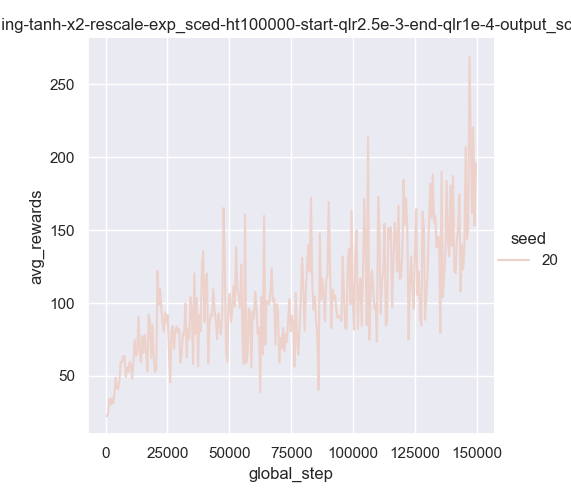 ing-tanh-x2-rescale-exp_sced-ht100000-start-qlr2.5e-3-end-qlr1e-4-output_sc
250
200
150
100
50
avg_rewards
0 25000 50000 75000 100000 125000 150000
global_step
seed
20